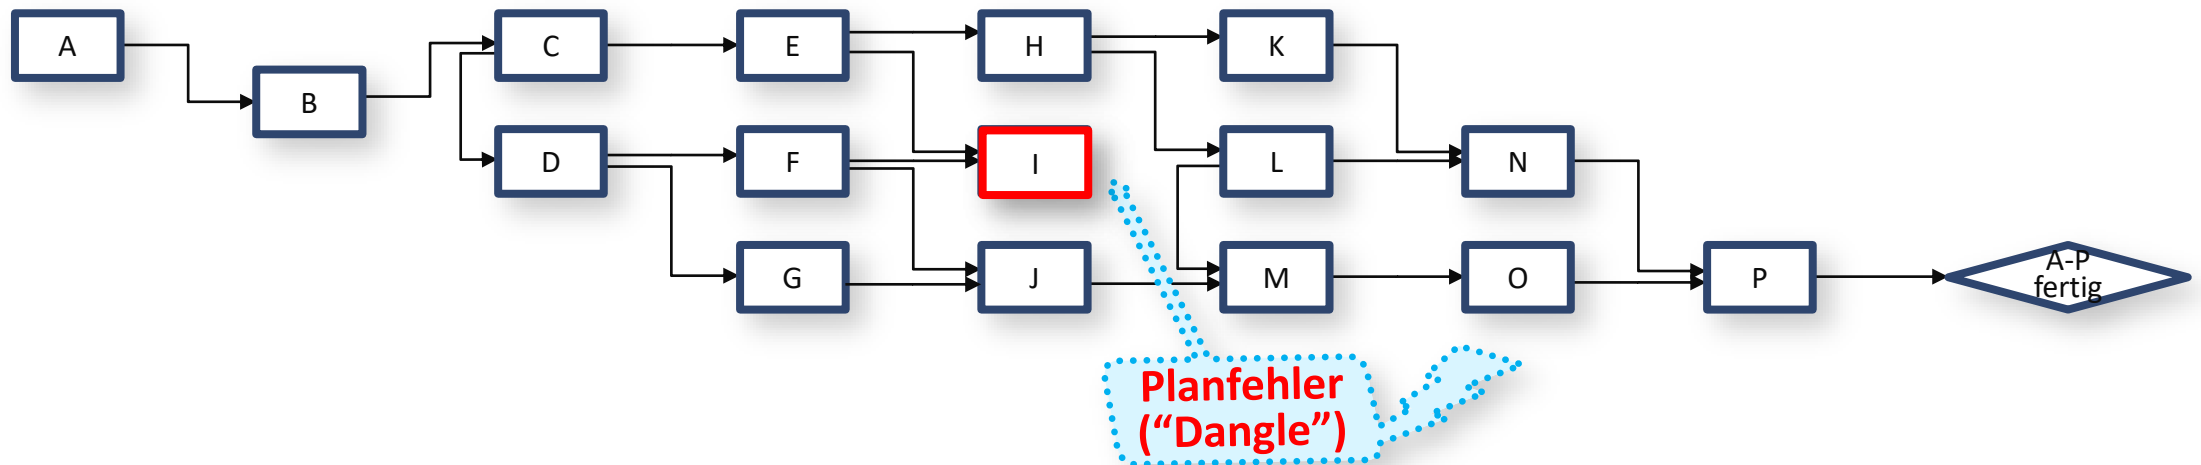 A
B
C
E
H
K
D
F
I
L
N
G
J
M
O
P
A-P
fertig
Planfehler
(“Dangle”)